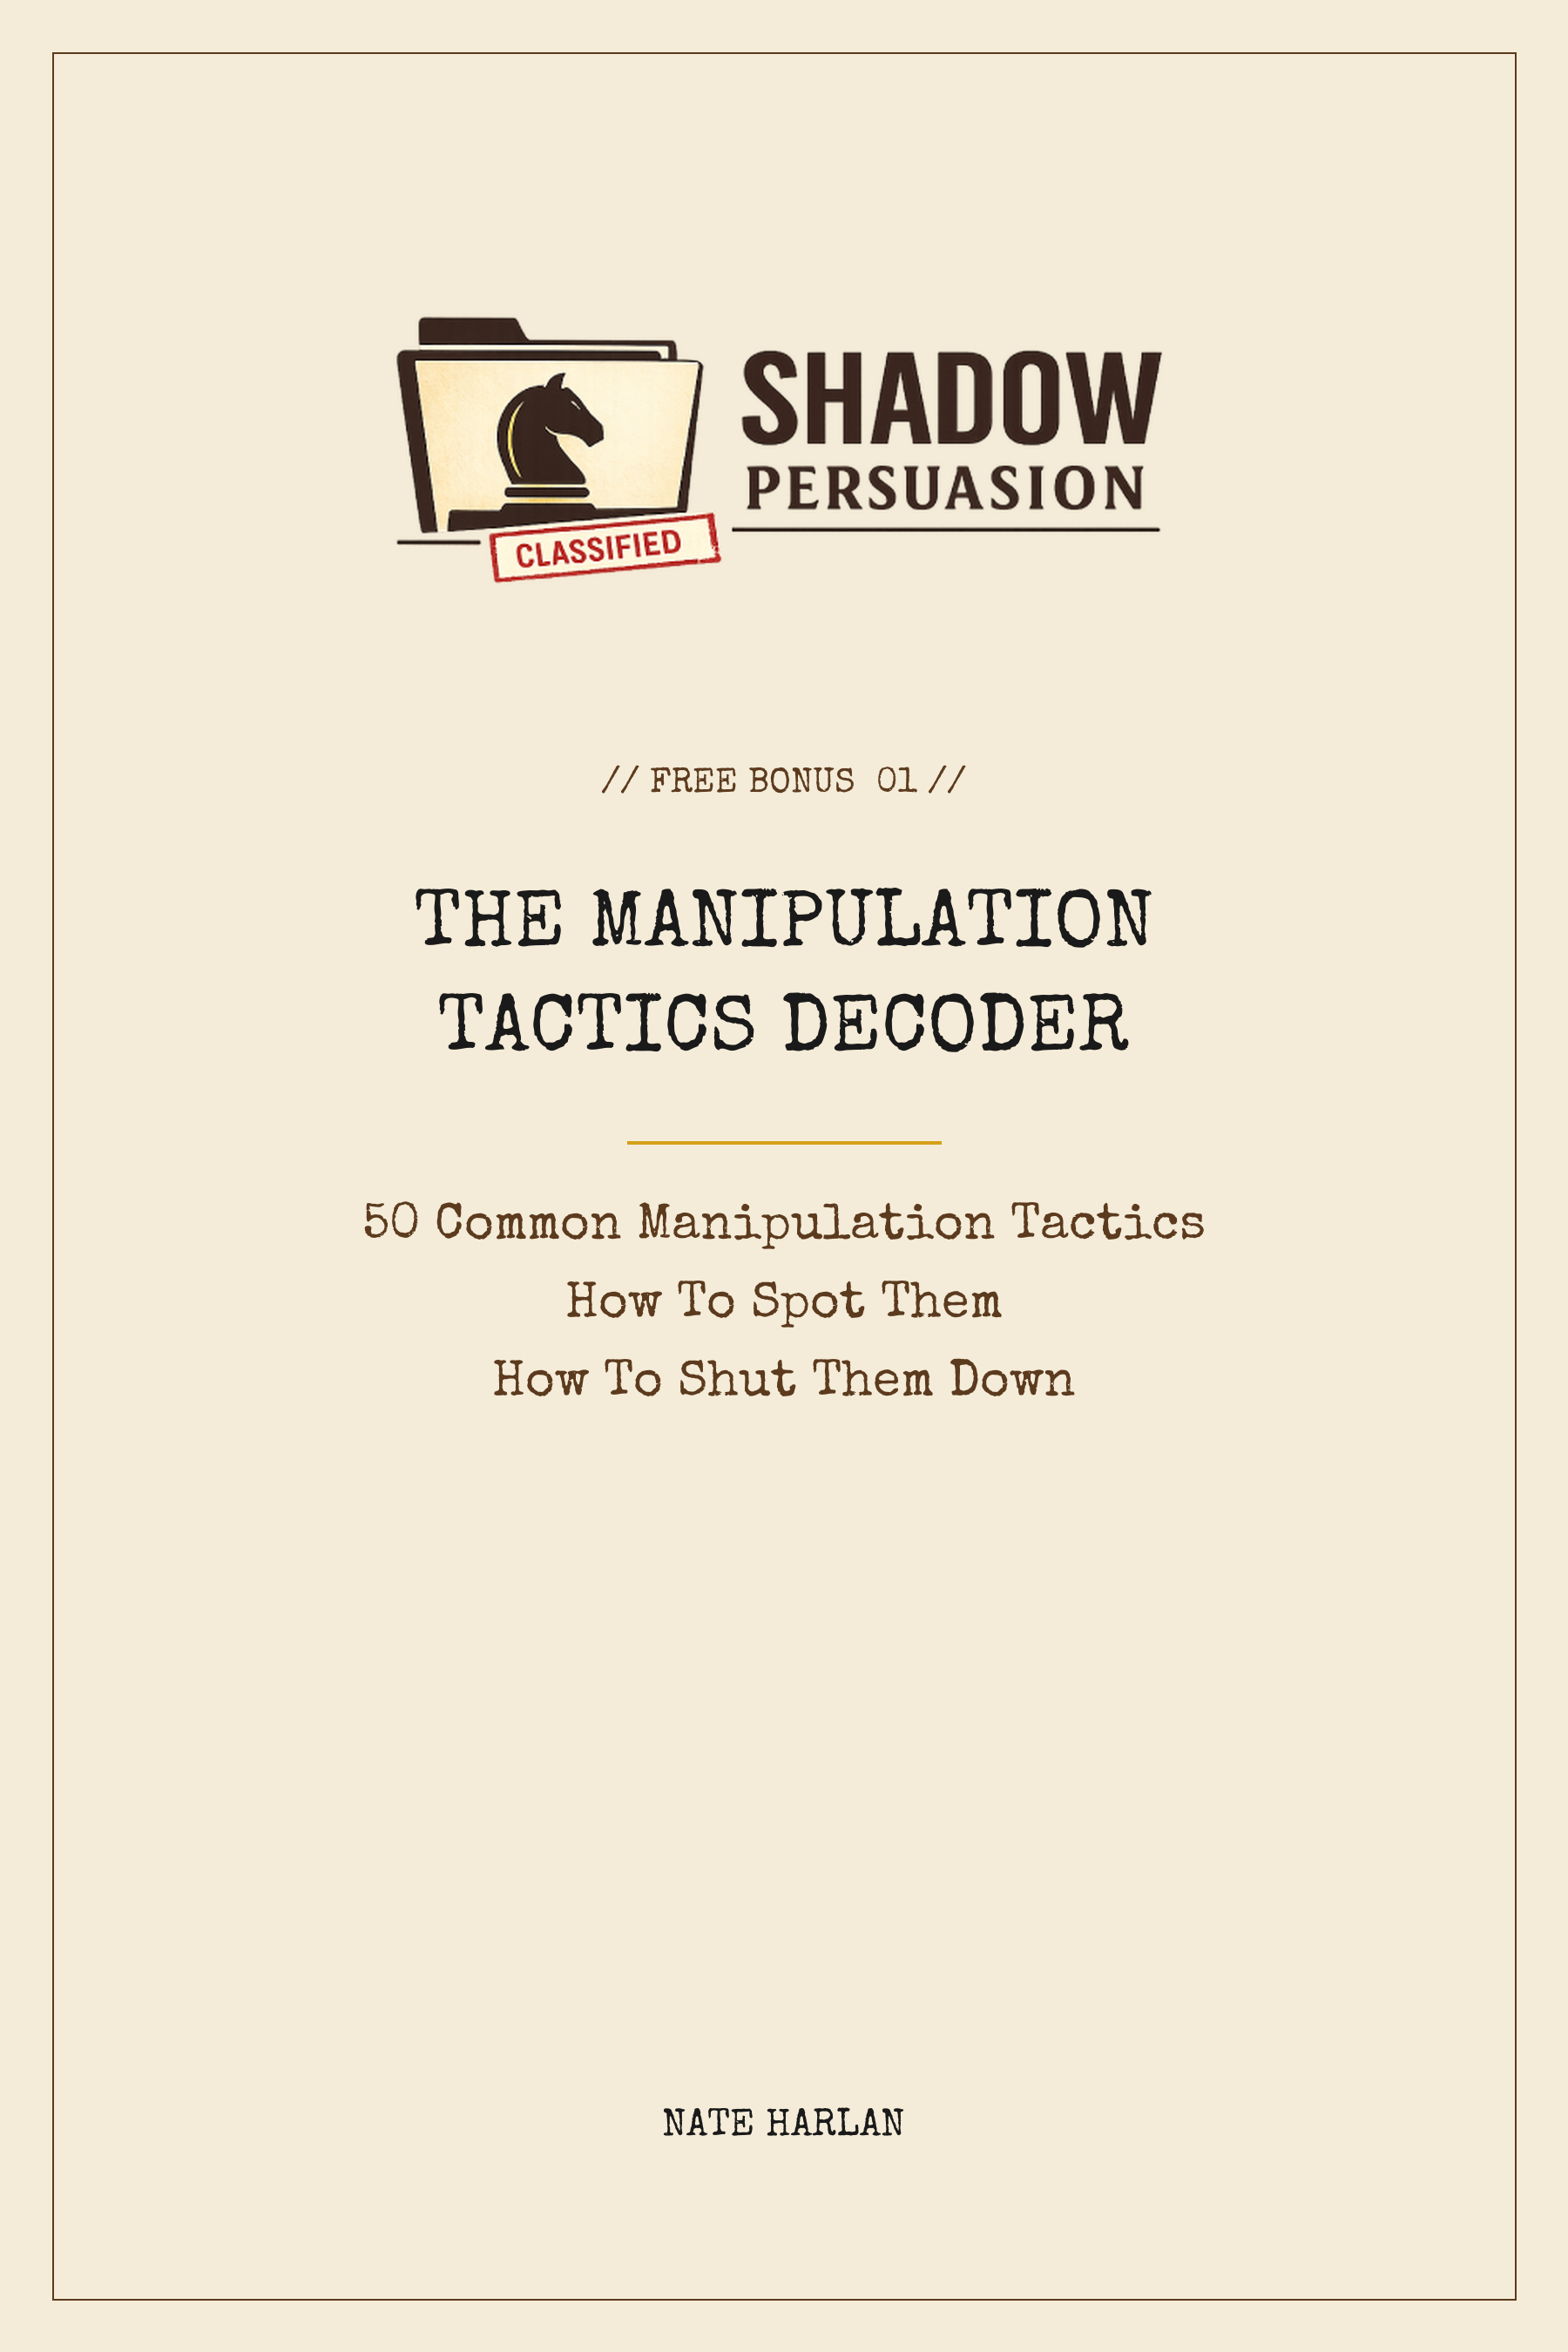 SHADOW
PERSUASION
CLASSIFIED
// FREE BONUS 01 //
THE MANIPULATION
TACTICS DECODER
50 Common Manipulation Tactics
How To Spot Them
How To Shut Them Down
NATE HARLAN